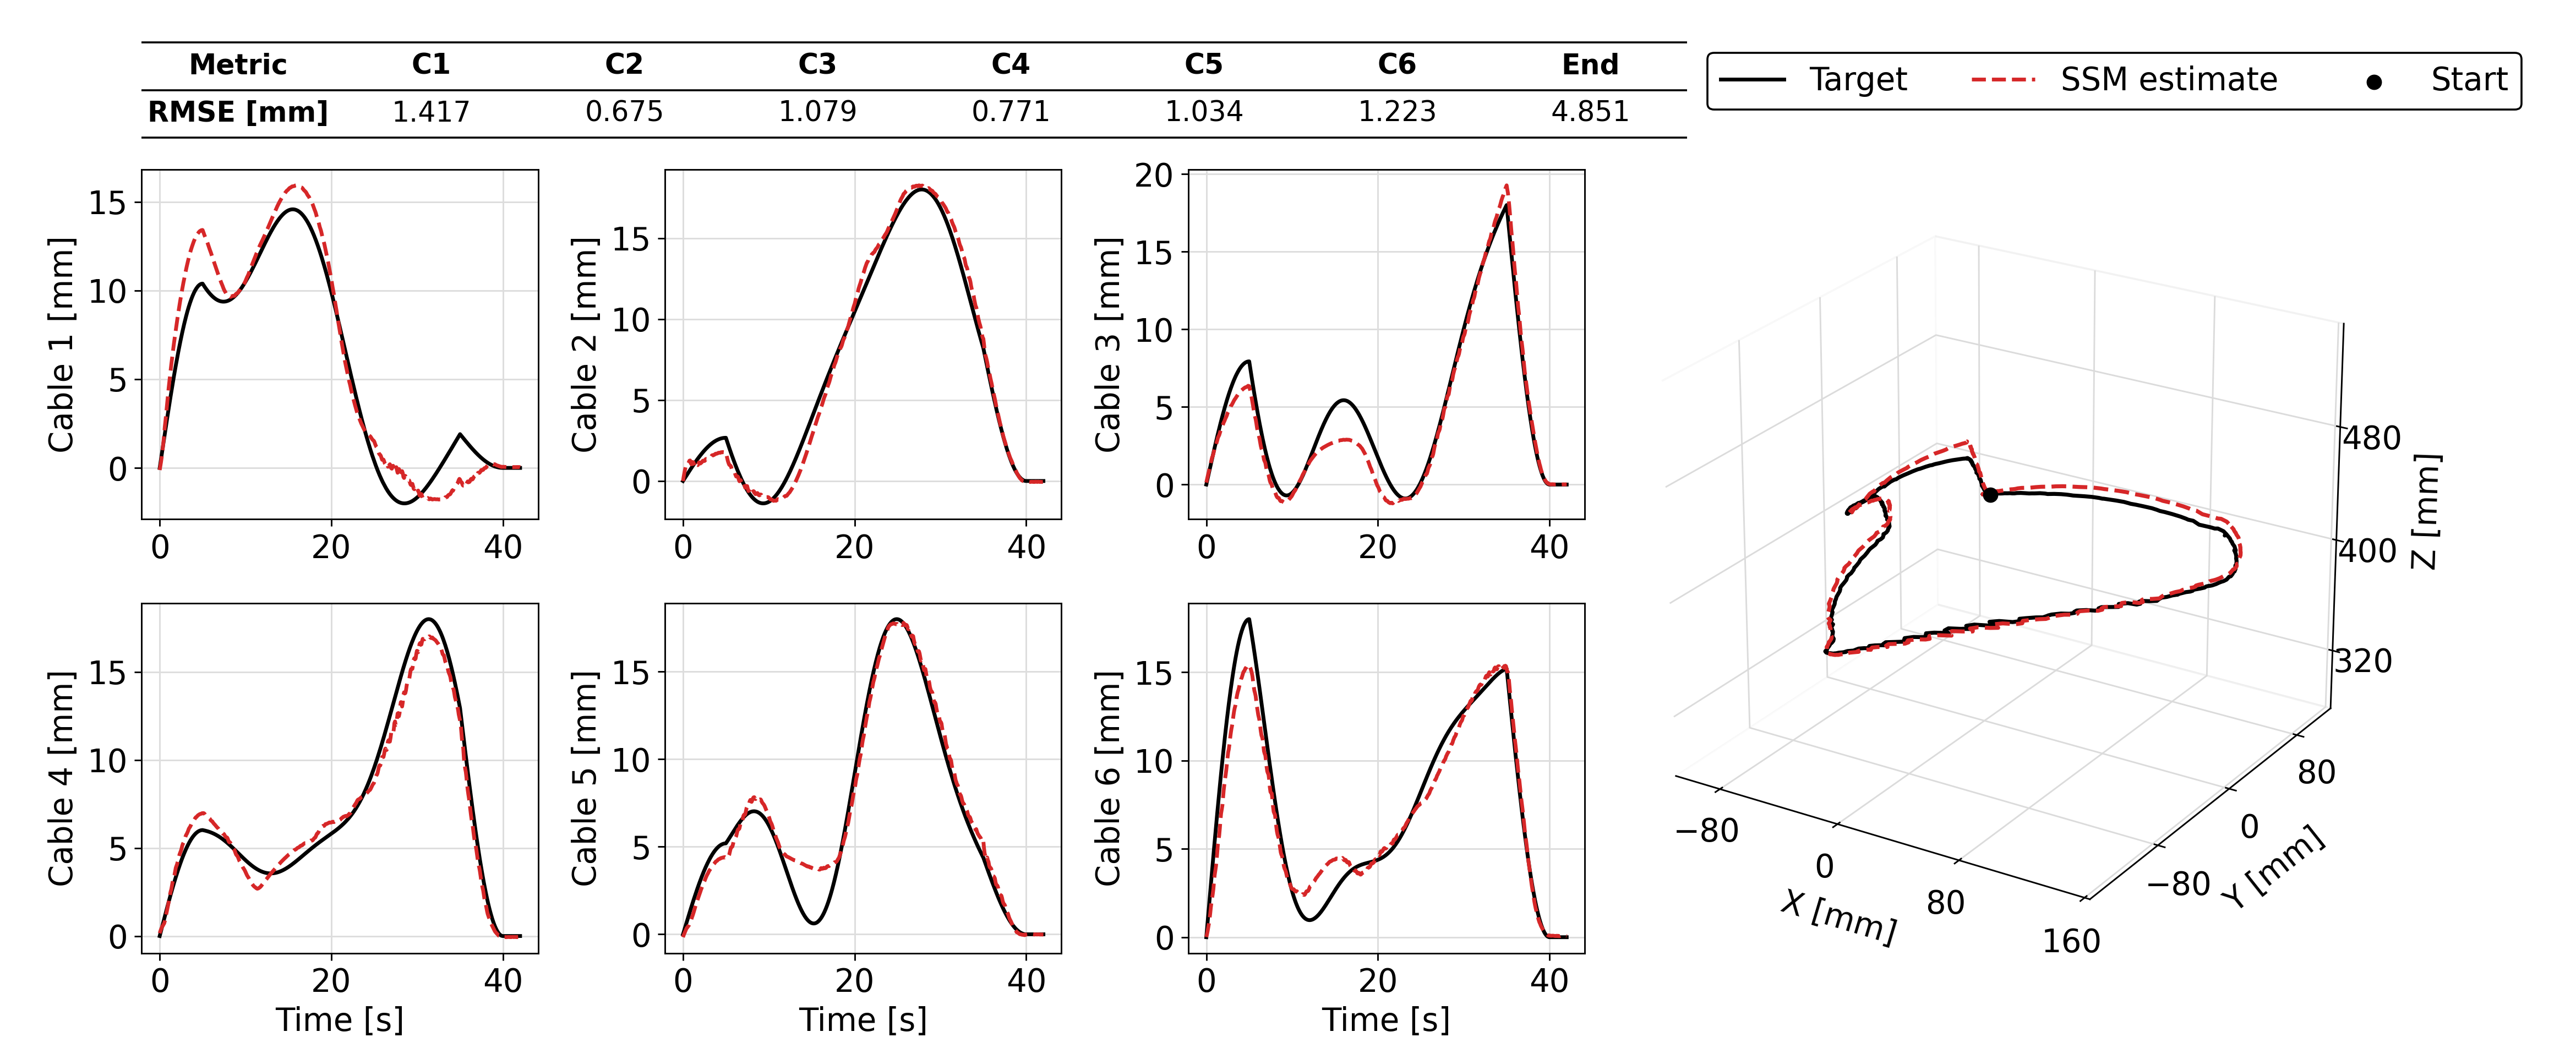 Metric C1 C2 C3 C4 C5 C6 End
RMSE [mm] 1.417 0.675 1.079 0.771 1.034 1.223 4.851
Target SSM estimate Start
Cable 1 [mm]
15
10
5
0
0 20 40
Cable 2 [mm]
15
10
5
0
0 20 40
Cable 3 [mm]
20
15
10
5
0
0 20 40
Cable 4 [mm]
15
10
5
0
0 20 40
Time [s]
Cable 5 [mm]
15
10
5
0
0 20 40
Time [s]
Cable 6 [mm]
15
10
5
0
0 20 40
Time [s]
480
400
320
Z [mm]
80
0
−80
Y [mm]
−80
0
80
160
X [mm]